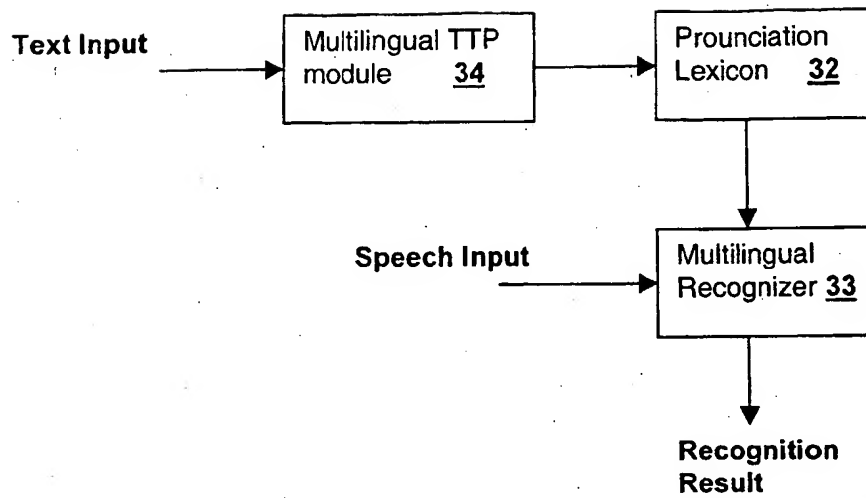 Text Input
Multilingual TTP
module 34
Prounciation
Lexicon 32
Speech Input
Multilingual
Recognizer 33
Recognition
Result